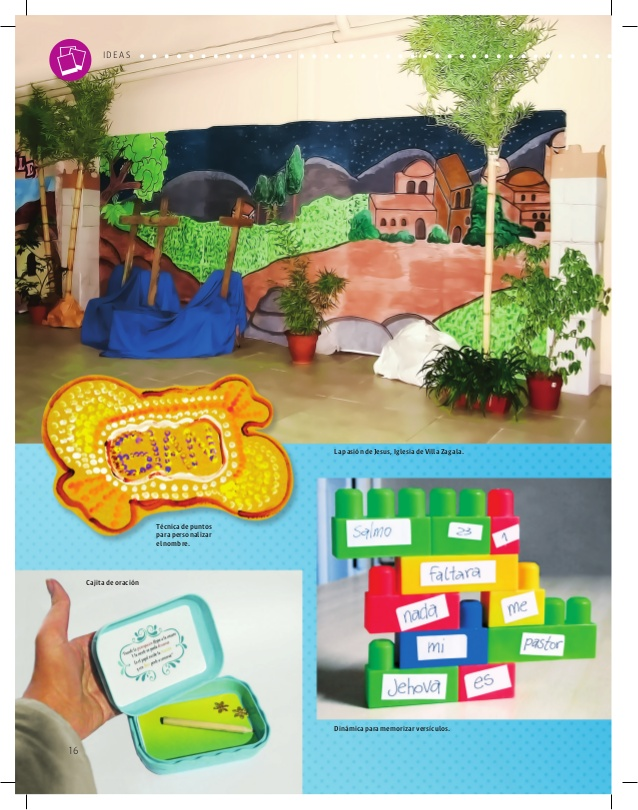 IDEAS
La pasión de Jesus, Iglesia de Villa Zagala.
Técnica de puntos
para personalizar
el nombre.
Salmo 23 1
faltara
nada me
mi pastor
Jehova es
Cajita de oración
Dinámica para memorizar versículos.
16